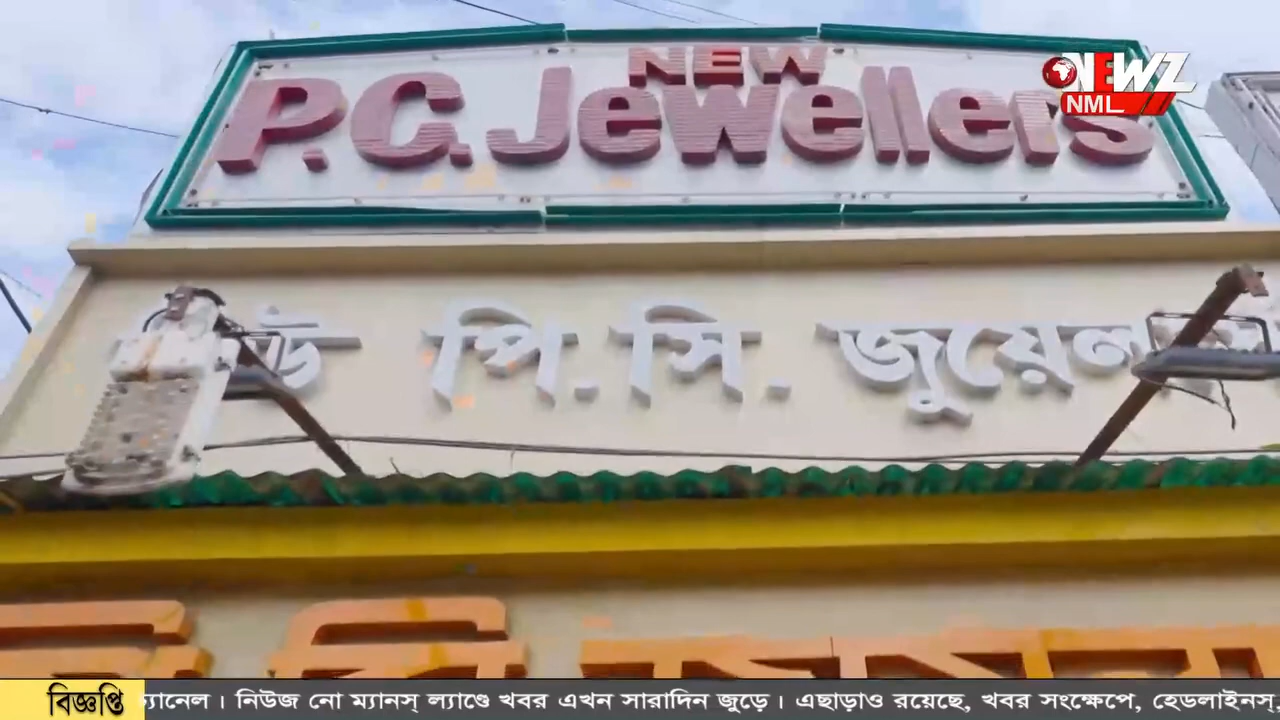 NEW
P.C. Jewellers
NEWZ
NML
পি. সি. জুয়েলার্স
বিজ্ঞপ্তি
চ্যানেল । নিউজ নো ম্যানস্ ল্যাণ্ডে খবর এখন সারাদিন জুড়ে । এছাড়াও রয়েছে, খবর সংক্ষেপে, হেডলাইনস্,